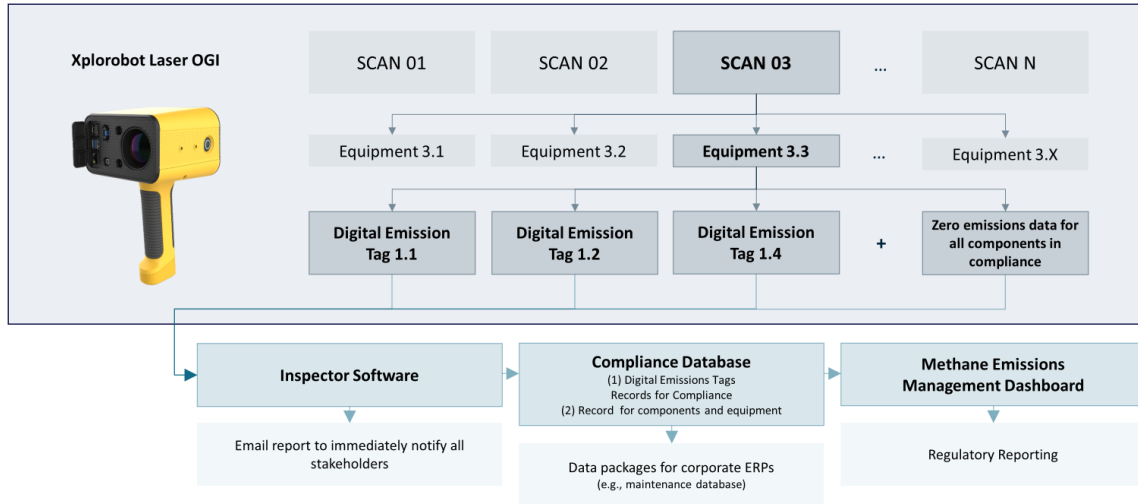 Xplorobot Laser OGI
SCAN 01
SCAN 02
SCAN 03
...
SCAN N
Equipment 3.1
Equipment 3.2
Equipment 3.3
...
Equipment 3.X
Digital Emission
Tag 1.1
Digital Emission
Tag 1.2
Digital Emission
Tag 1.4
+
Zero emissions data for
all components in
compliance
Inspector Software
Compliance Database
(1) Digital Emissions Tags
Records for Compliance
(2) Record for components and equipment
Methane Emissions
Management Dashboard
Email report to immediately notify all
stakeholders
Data packages for corporate ERPs
(e.g., maintenance database)
Regulatory Reporting